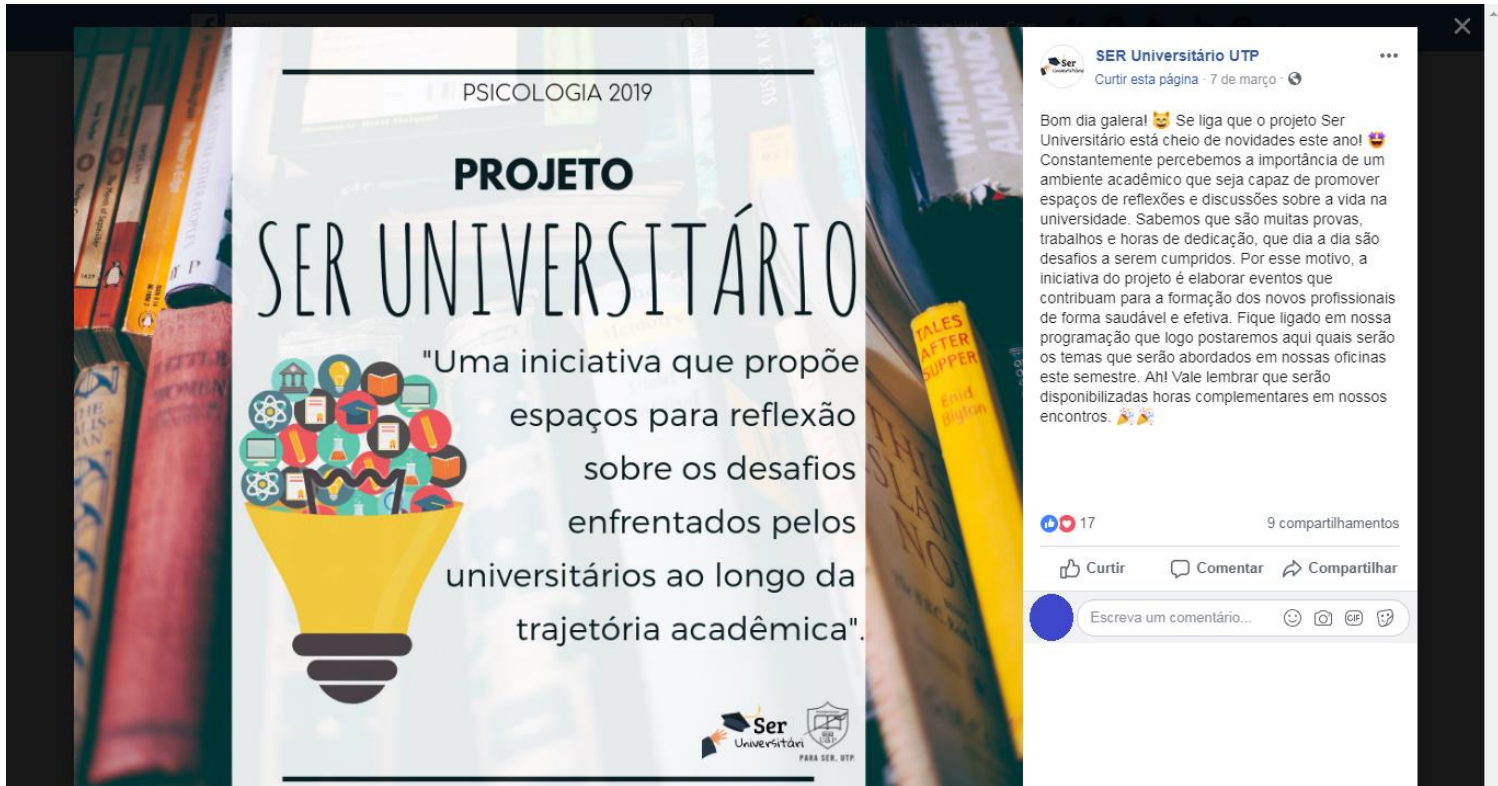 PSICOLOGIA 2019
PROJETO
SER UNIVERSITÁRIO
"Uma iniciativa que propõe
espaços para reflexão
sobre os desafios
enfrentados pelos
universitários ao longo da
trajetória acadêmica".
Ser
Universitári
UTP
PARA SER, UTP.
SUSSEX
WHITAKER
ALMANACK
LITTLE
WOMEN
TALES
AFTER
SUPPER
Enid
Blyton
SER Universitário UTP
Curtir esta página · 7 de março ·
Bom dia galera! 😸 Se liga que o projeto Ser
Universitário está cheio de novidades este ano! 🤩
Constantemente percebemos a importância de um
ambiente acadêmico que seja capaz de promover
espaços de reflexões e discussões sobre a vida na
universidade. Sabemos que são muitas provas,
trabalhos e horas de dedicação, que dia a dia são
desafios a serem cumpridos. Por esse motivo, a
iniciativa do projeto é elaborar eventos que
contribuam para a formação dos novos profissionais
de forma saudável e efetiva. Fique ligado em nossa
programação que logo postaremos aqui quais serão
os temas que serão abordados em nossas oficinas
este semestre. Ah! Vale lembrar que serão
disponibilizadas horas complementares em nossos
encontros. 🎉🎉
17 9 compartilhamentos
Curtir Comentar Compartilhar
Escreva um comentário... GIF